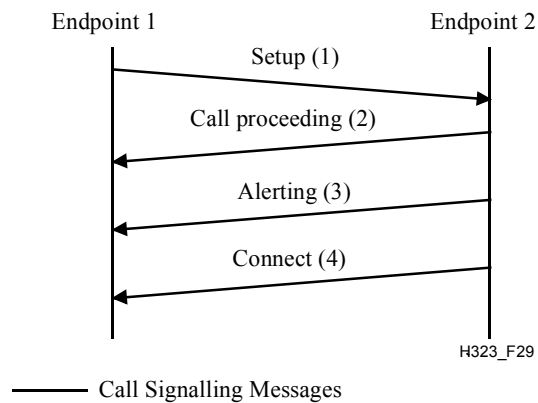 Endpoint 1
Endpoint 2
Setup (1)
Call proceeding (2)
Alerting (3)
Connect (4)
H323_F29
Call Signalling Messages